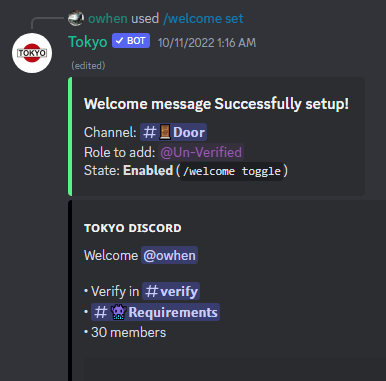 owhen used /welcome set
TOKYO
Tokyo ✓ BOT 10/11/2022 1:16 AM
(edited)
Welcome message Successfully setup!
Channel: #🚪Door
Role to add: @Un-Verified
State: Enabled (/welcome toggle)
TOKYO DISCORD
Welcome @owhen
• Verify in #verify
• #👾Requirements
• 30 members